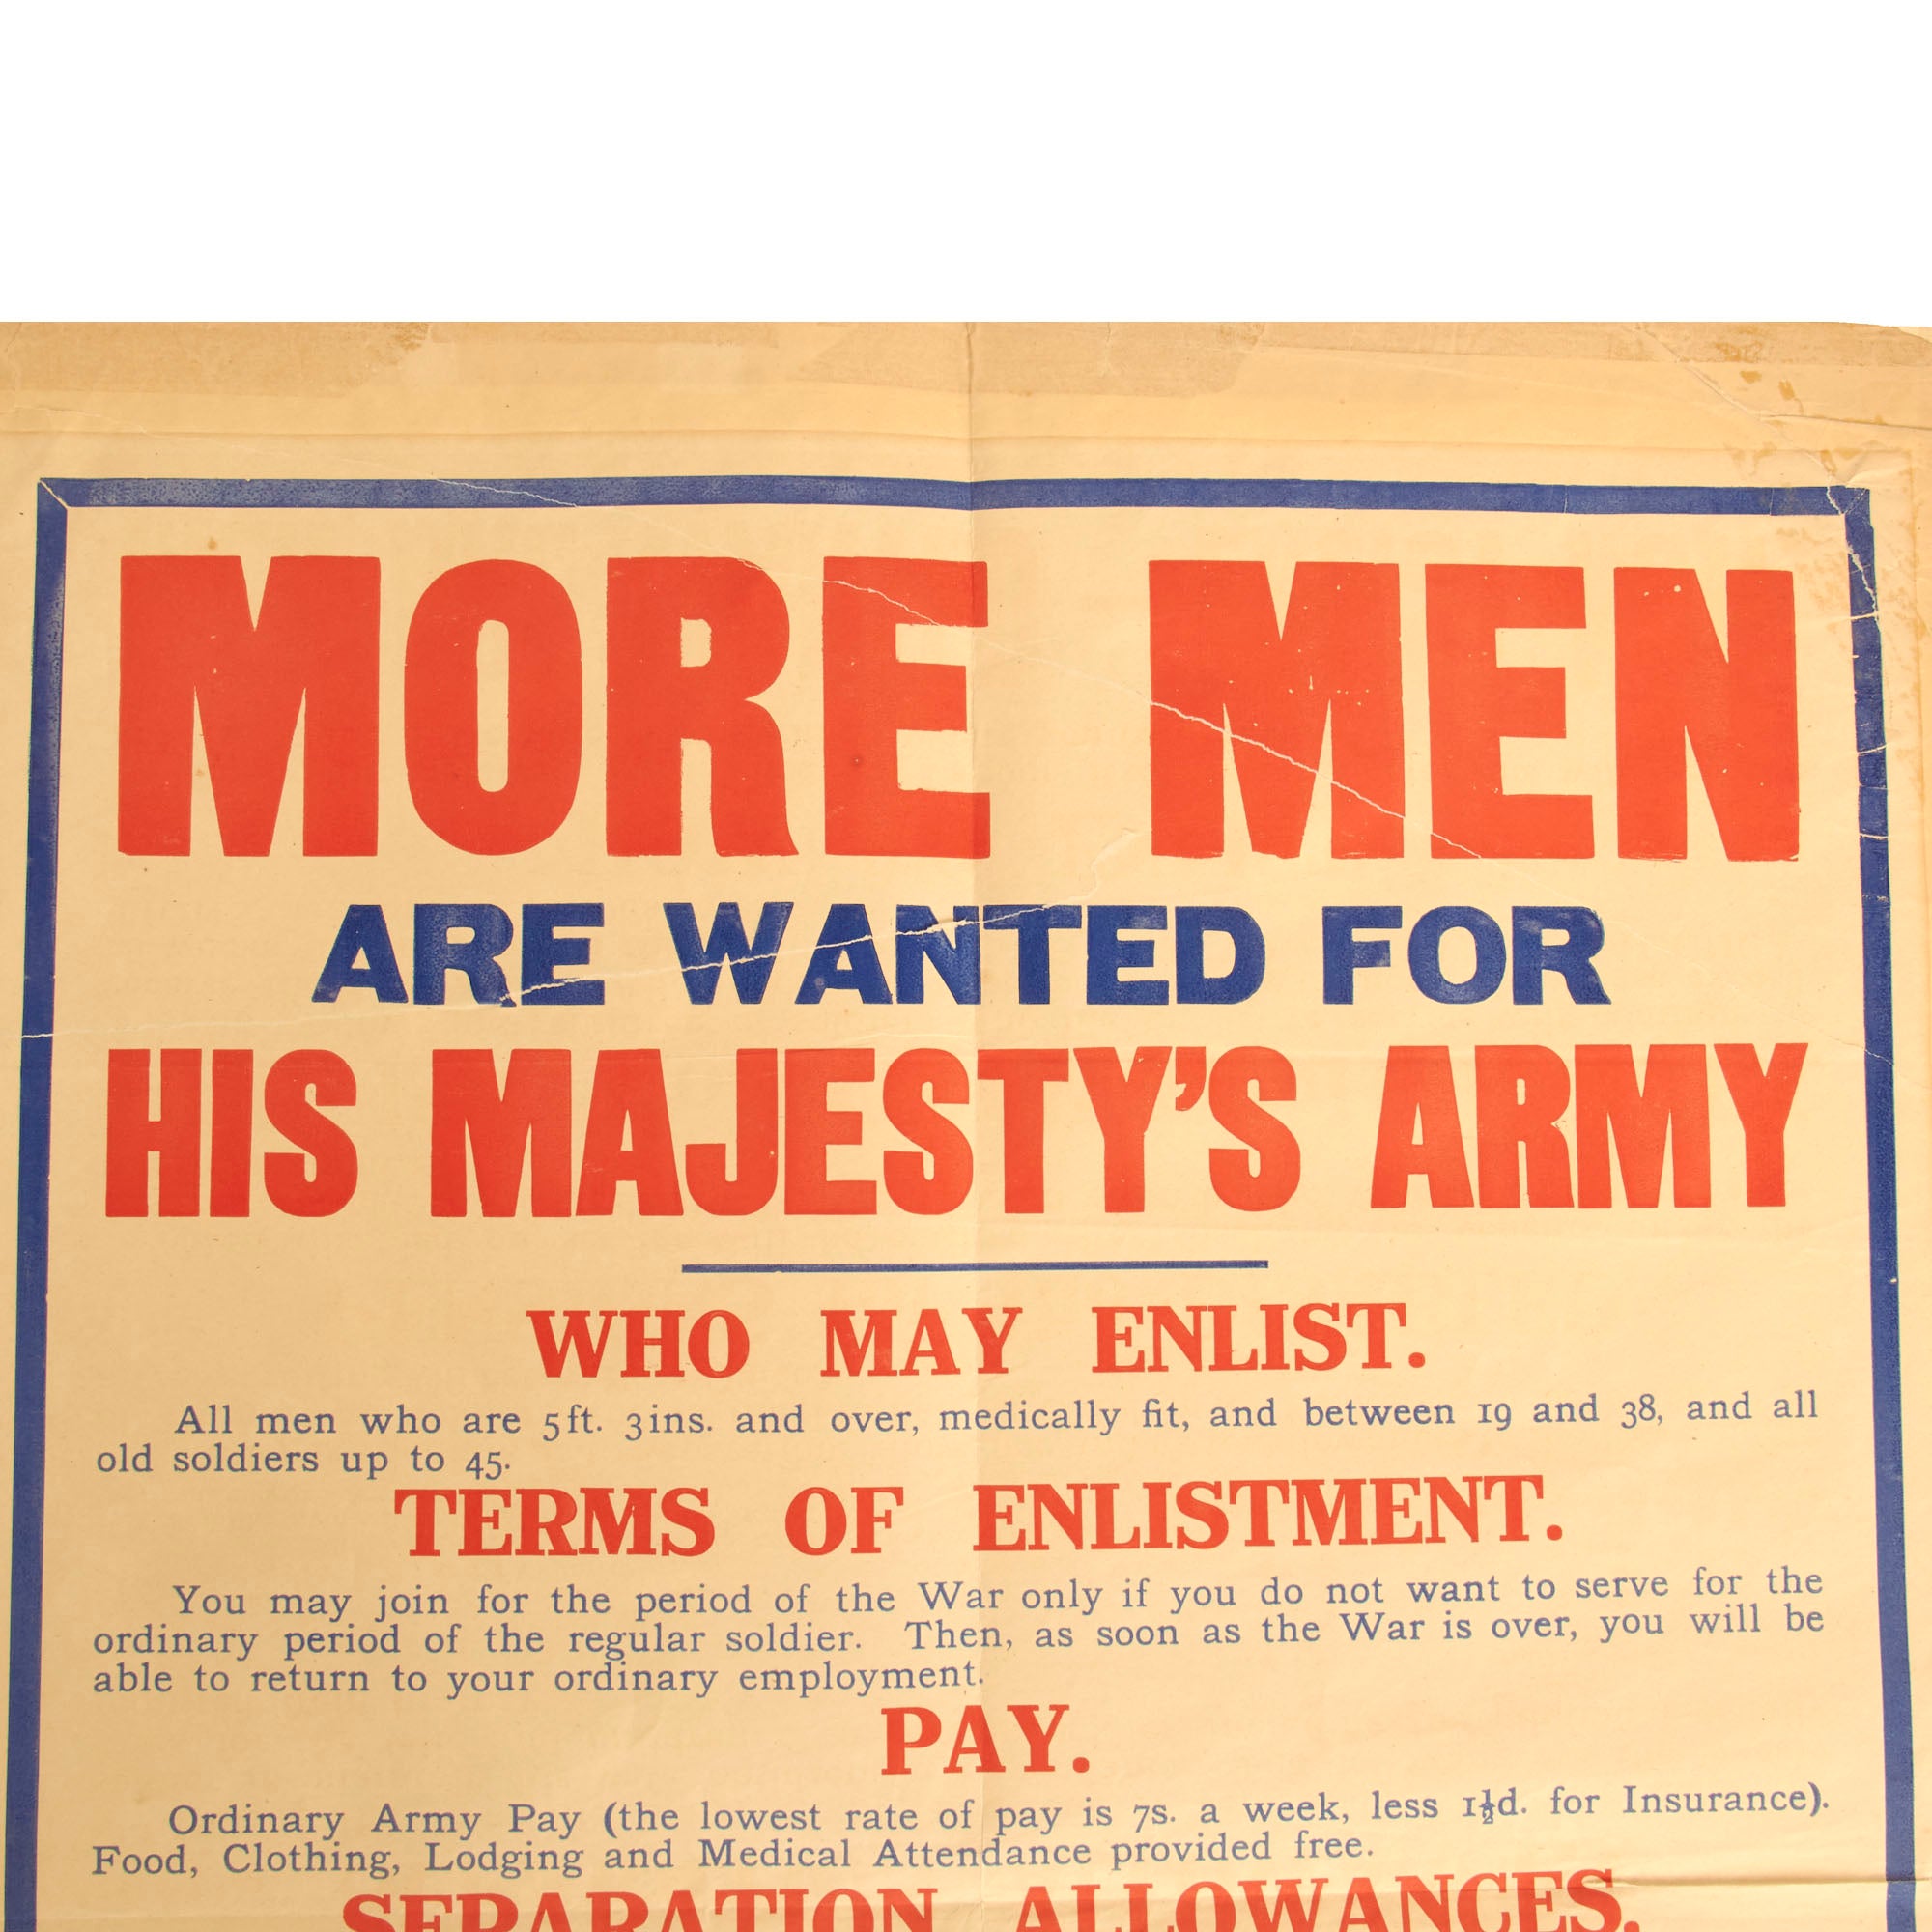 MORE MEN
ARE WANTED FOR
HIS MAJESTY'S ARMY
WHO MAY ENLIST.
All men who are 5ft. 3ins. and over, medically fit, and between 19 and 38, and all
old soldiers up to 45.
TERMS OF ENLISTMENT.
You may join for the period of the War only if you do not want to serve for the
ordinary period of the regular soldier. Then, as soon as the War is over, you will be
able to return to your ordinary employment.
PAY.
Ordinary Army Pay (the lowest rate of pay is 7s. a week, less 1½d. for Insurance).
Food, Clothing, Lodging and Medical Attendance provided free.
SEPARATION ALLOWANCES.